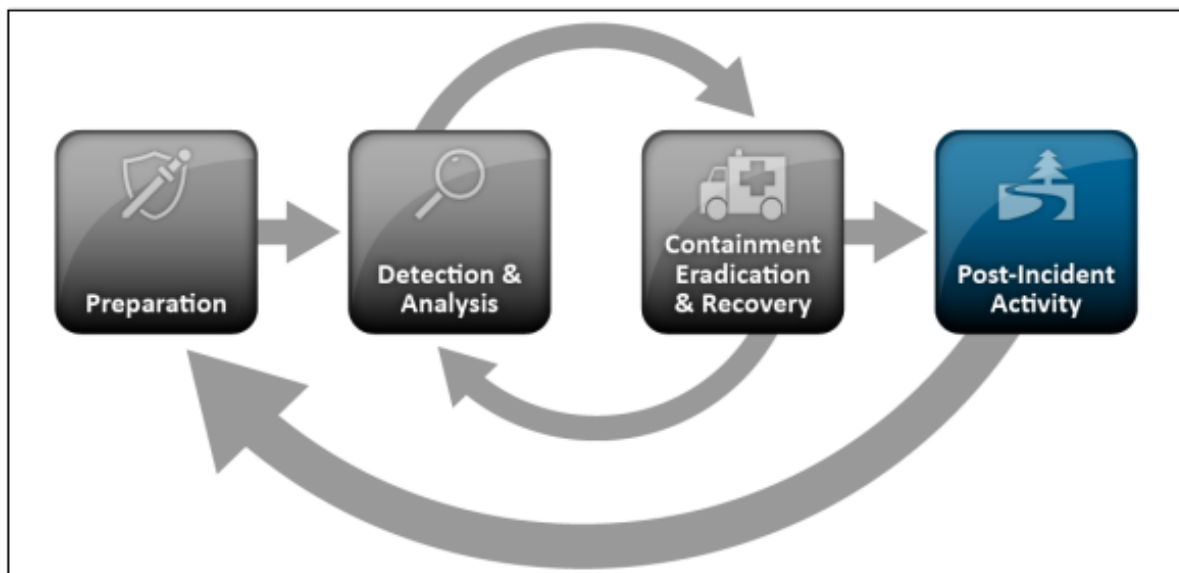 Preparation
Detection &
Analysis
Containment
Eradication
& Recovery
Post-Incident
Activity